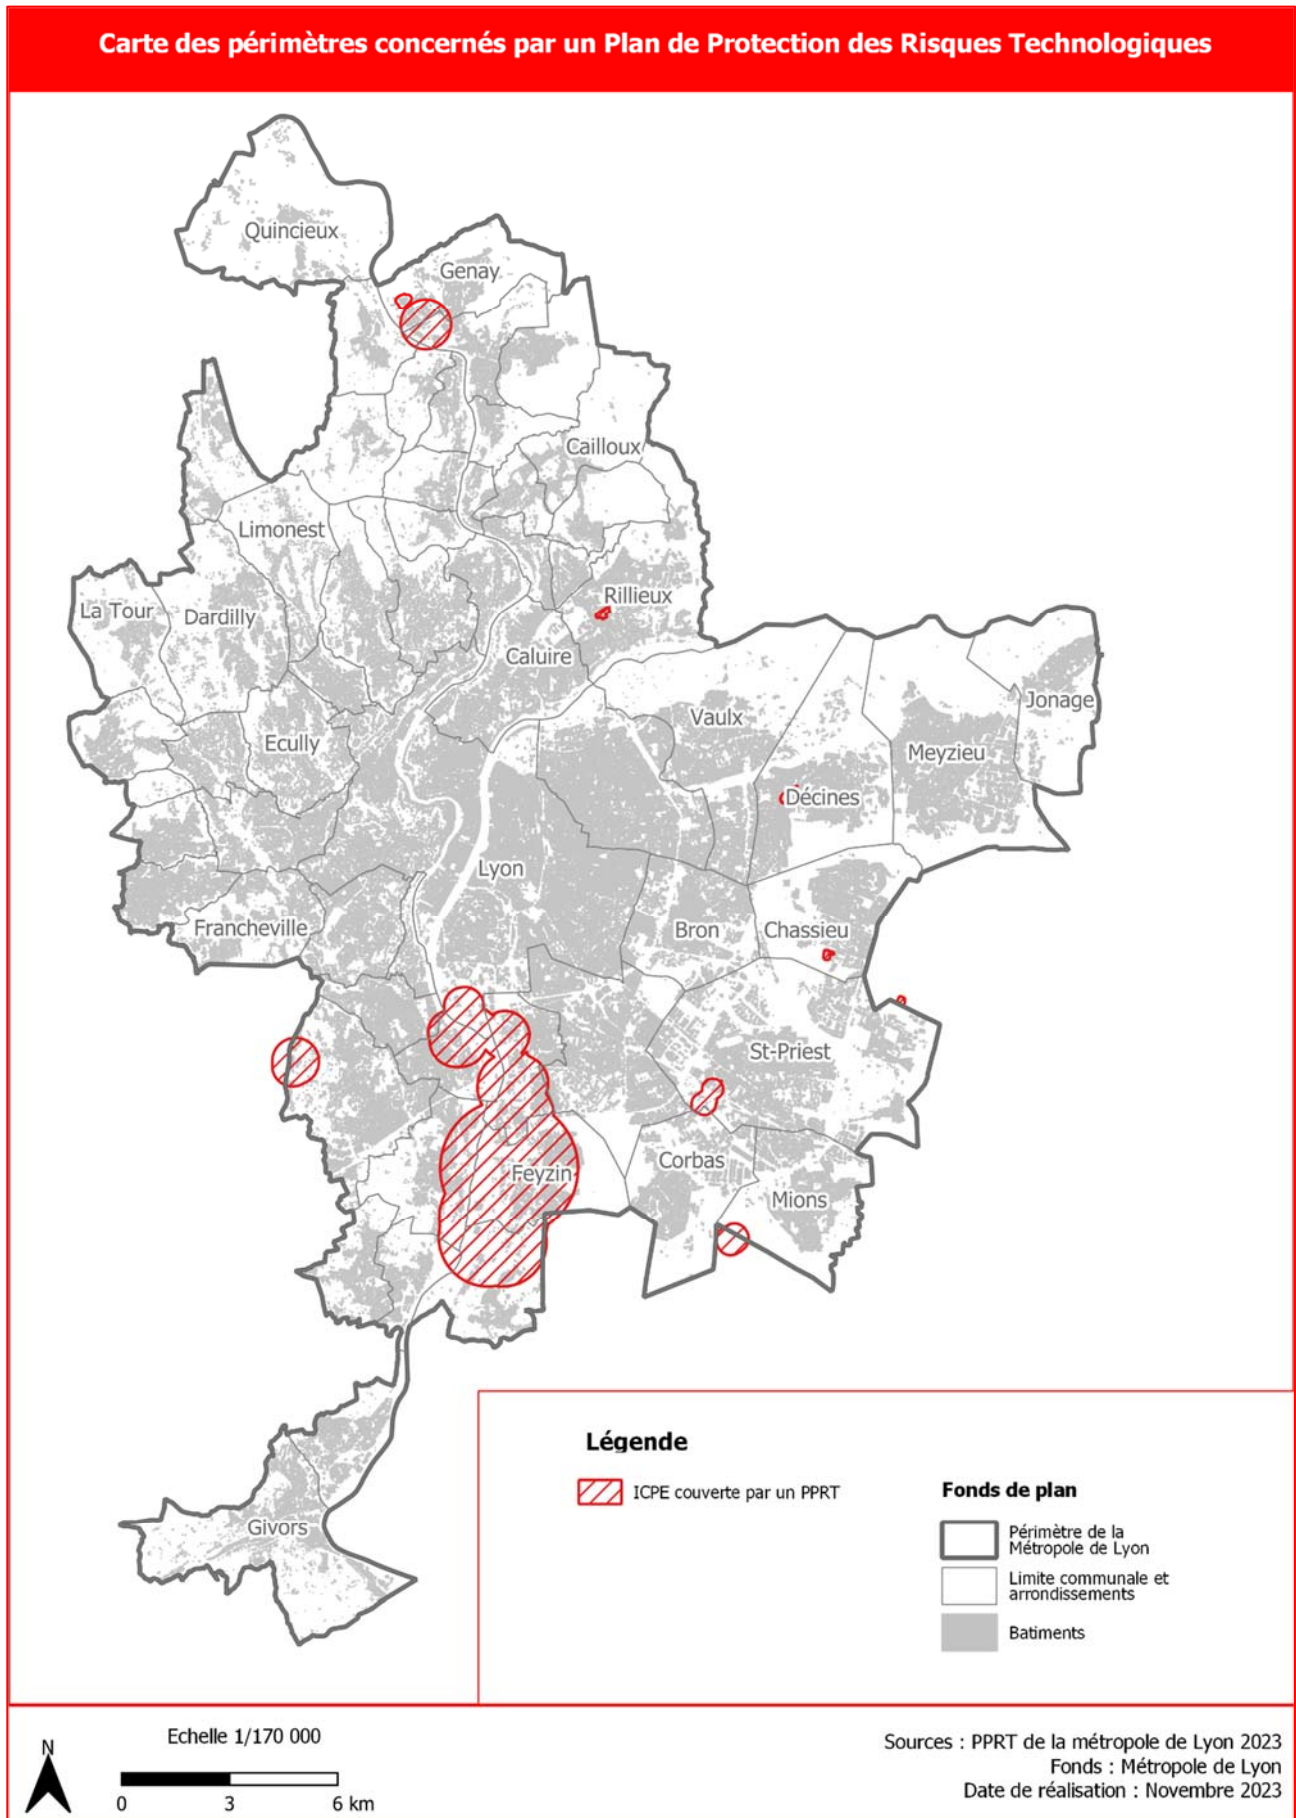 Carte des périmètres concernés par un Plan de Protection des Risques Technologiques
Quincieux
Genay
Cailloux
Limonest
Rillieux
La Tour
Dardilly
Caluire
Jonage
Vaulx
Ecully
Meyzieu
Décines
Lyon
Francheville
Bron
Chassieu
St-Priest
Corbas
Feyzin
Mions
Givors
Légende
ICPE couverte par un PPRT
Fonds de plan
Périmètre de la
Métropole de Lyon
Limite communale et
arrondissements
Batiments
N
Echelle 1/170 000
0 3 6 km
Sources : PPRT de la métropole de Lyon 2023
Fonds : Métropole de Lyon
Date de réalisation : Novembre 2023